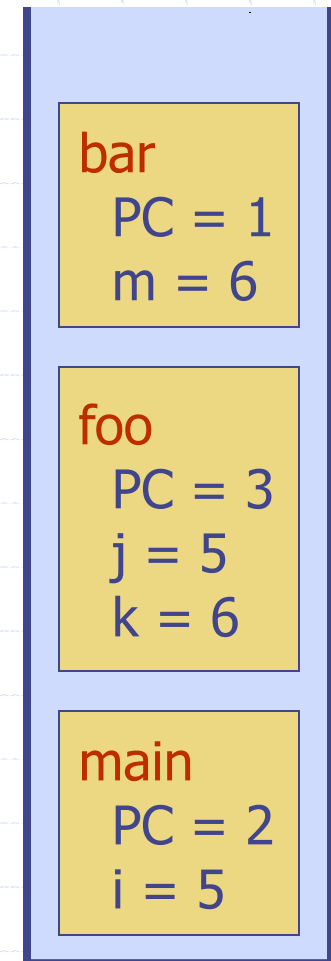 bar
PC = 1
m = 6
foo
PC = 3
j = 5
k = 6
main
PC = 2
i = 5